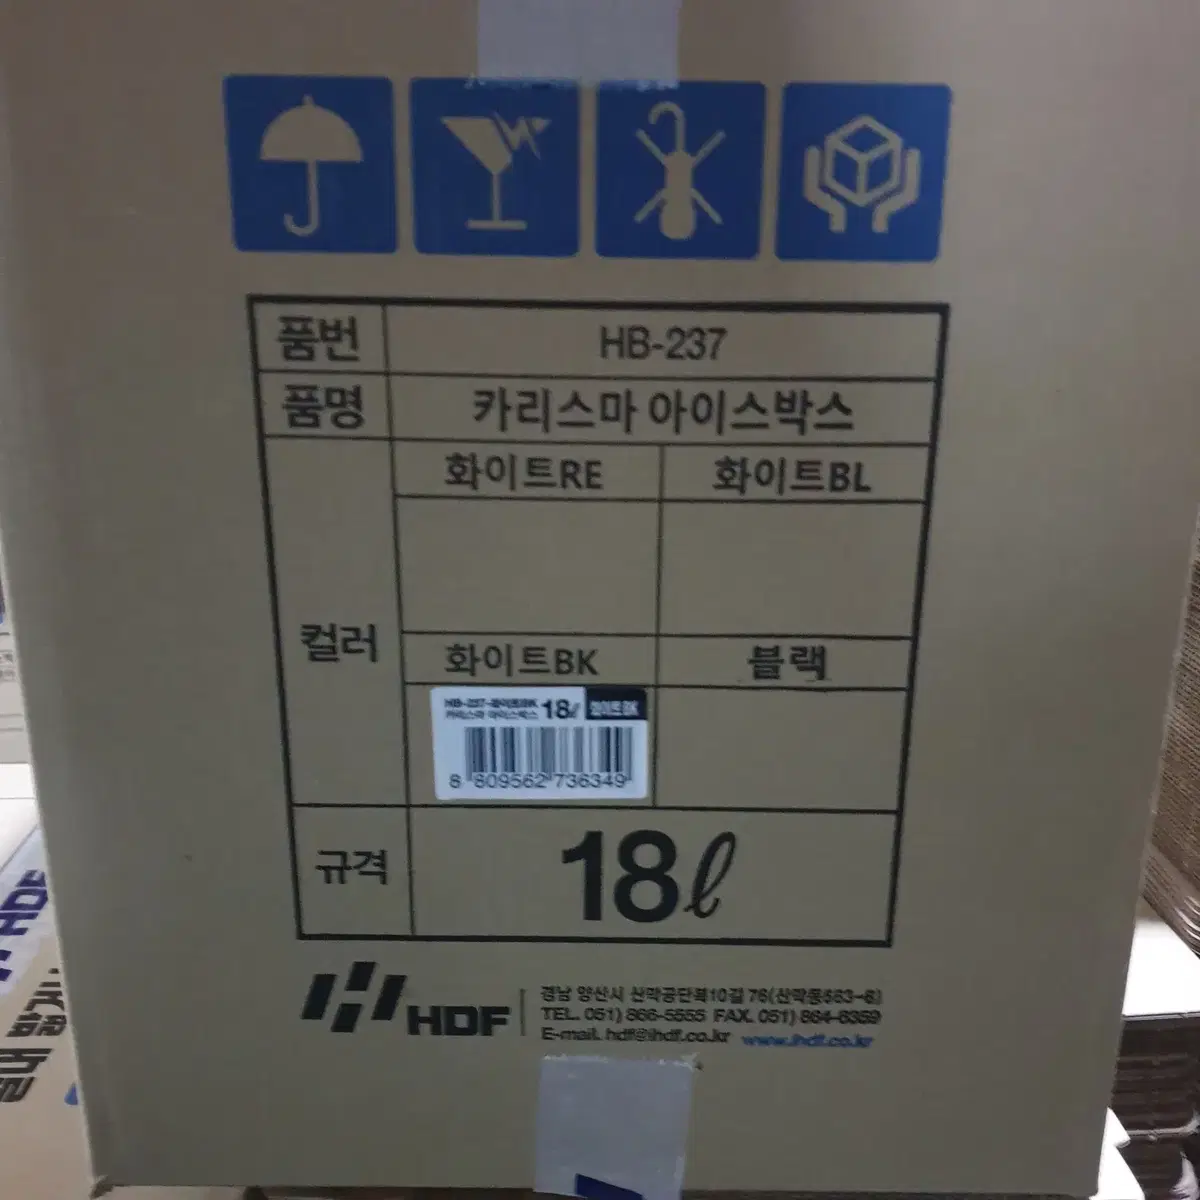 품번 HB-237
품명 카리스마 아이스박스
컬러
화이트RE 화이트BL
화이트BK 블랙
HB-237-화이트BK
카리스마 아이스박스 18ℓ 화이트BK
8 809562 736349
규격 18ℓ
HDF
경남 양산시 산막공단북10길 76(산막동563-6)
TEL. 051) 866-5555 FAX. 051) 864-6359
E-mail. hdf@ihdf.co.kr www.ihdf.co.kr
HDF